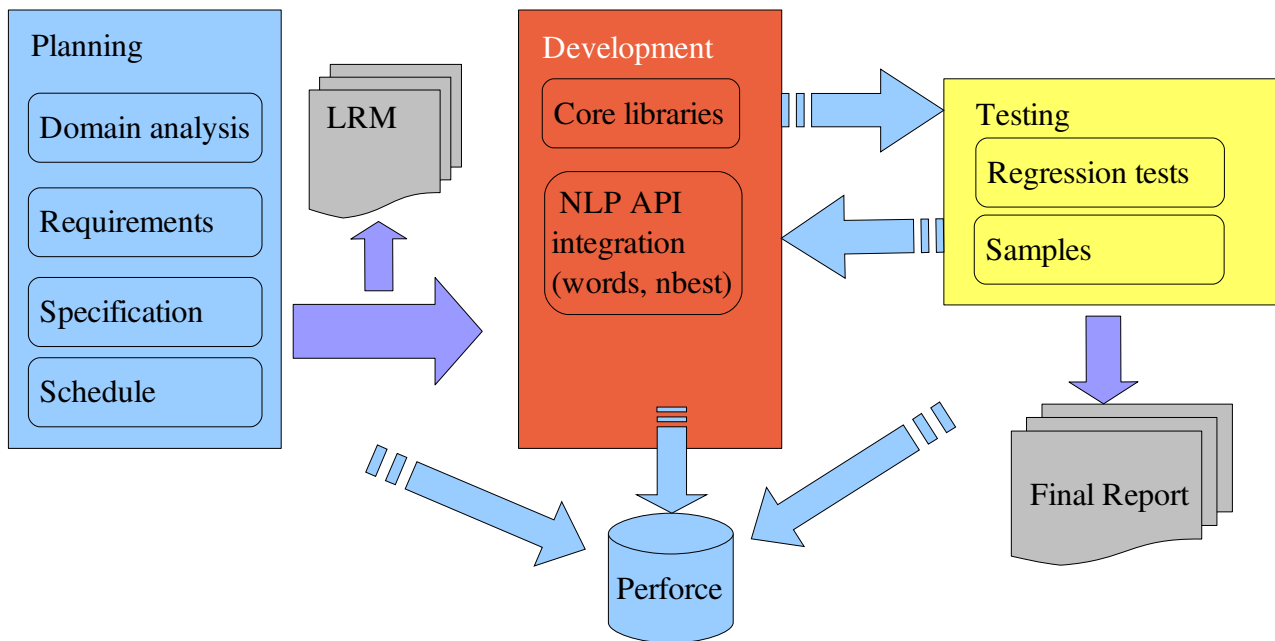 Planning
Domain analysis
Requirements
Specification
Schedule
LRM
Development
Core libraries
NLP API
integration
(words, nbest)
Testing
Regression tests
Samples
Final Report
Perforce